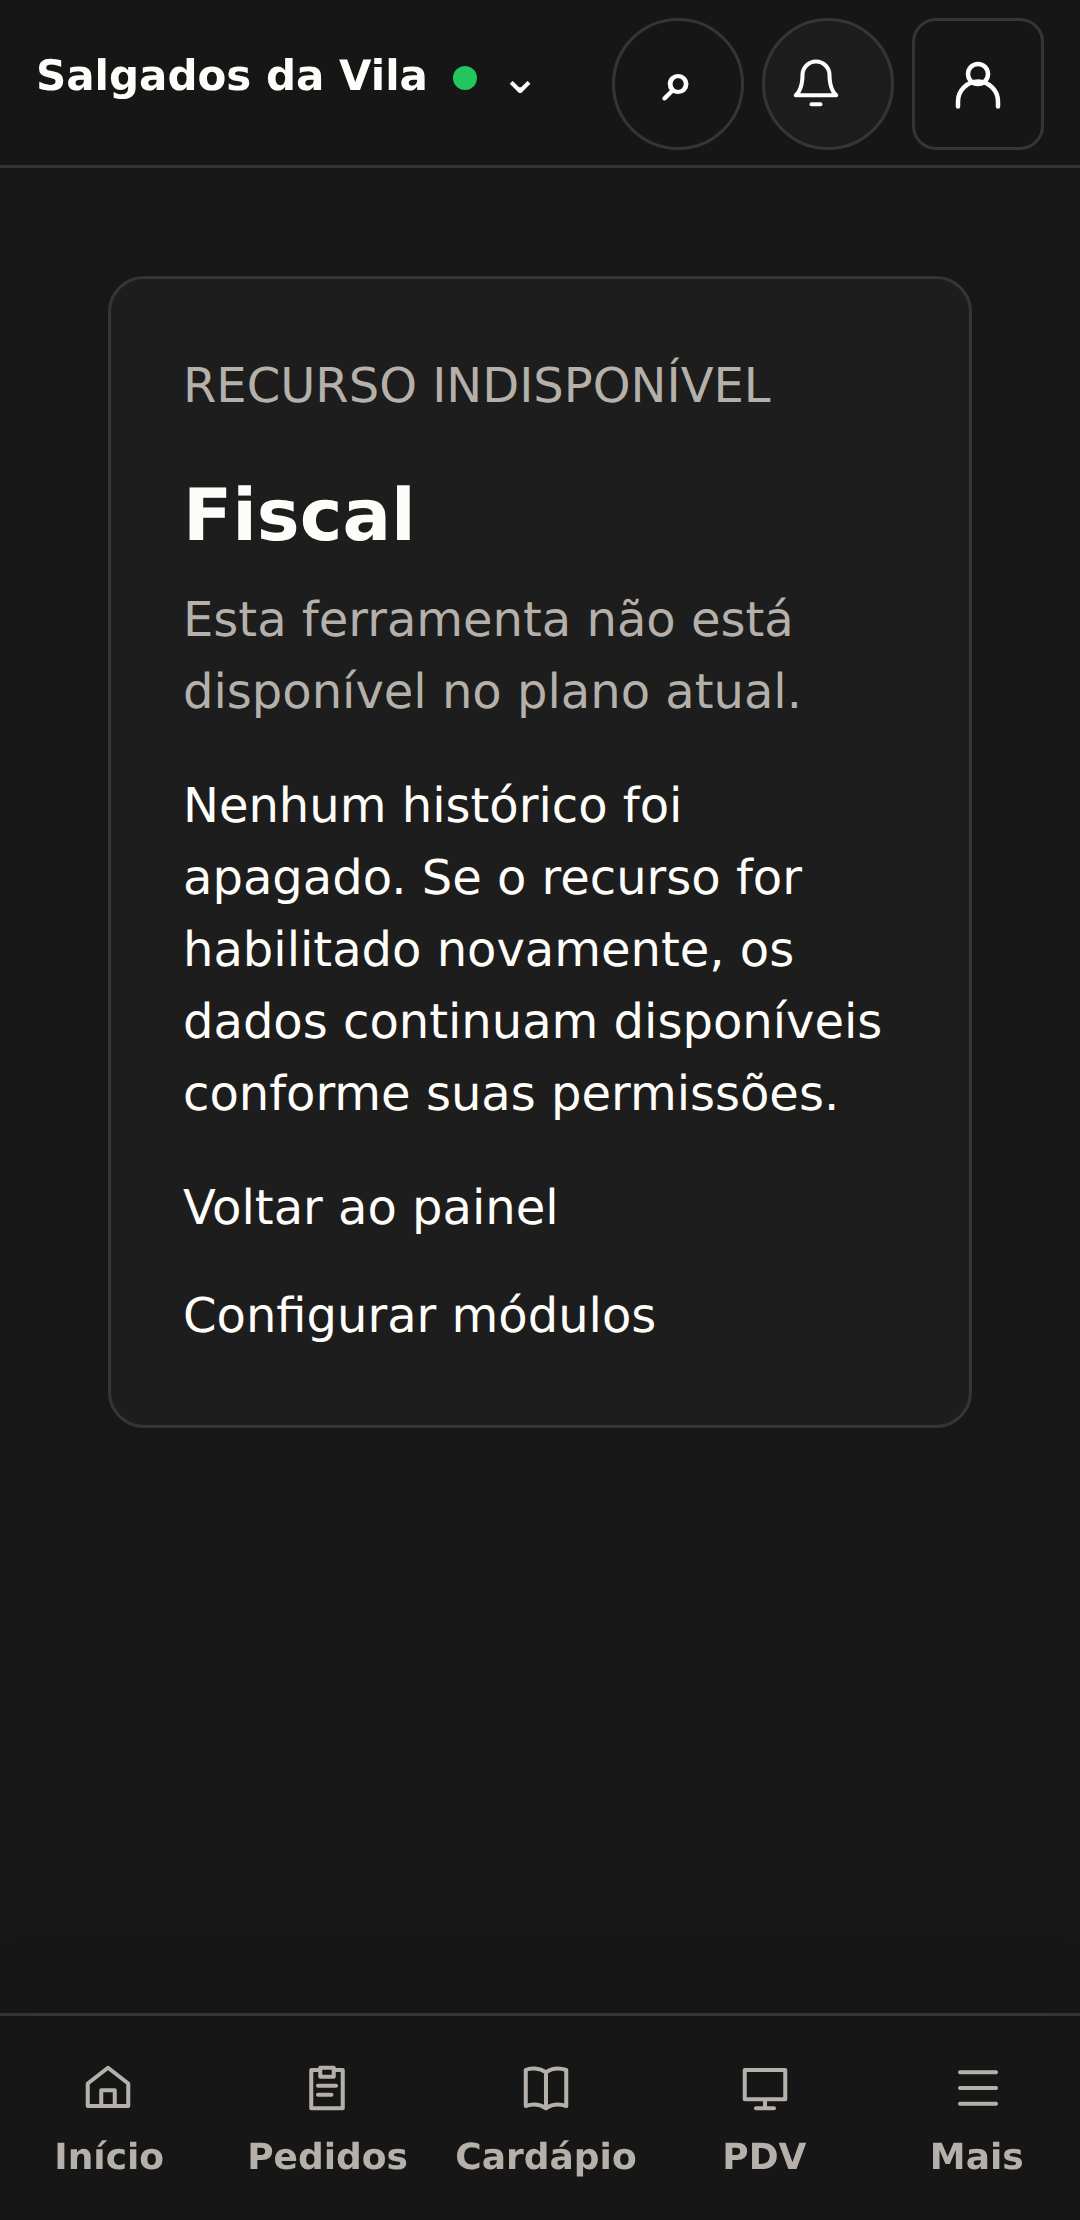 Salgados da Vila
RECURSO INDISPONÍVEL
Fiscal
Esta ferramenta não está
disponível no plano atual.
Nenhum histórico foi
apagado. Se o recurso for
habilitado novamente, os
dados continuam disponíveis
conforme suas permissões.
Voltar ao painel
Configurar módulos
Início
Pedidos
Cardápio
PDV
Mais